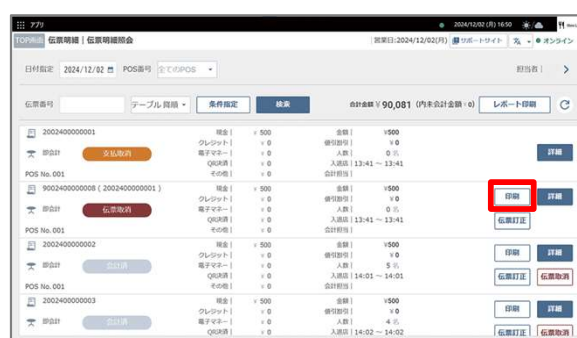 アプリ 2024/12/02 (月) 16:50
TOP画面 伝票明細 | 伝票明細照会 営業日:2024/12/02(月) サポートサイト オンライン
日付指定 2024/12/02 POS番号 全てのPOS 担当者 |
伝票番号 テーブル昇順 条件指定 検索 合計金額 ¥ 90,081 (内未会計金額: 0) レポート印刷
2002400000001 現金 | ¥ 500 金額 | ¥500
クレジット | ¥ 0 値引割引 | ¥ 0
即会計 支払取消 電子マネー | ¥ 0 人数 | 0 名 詳細
QR決済 | ¥ 0 入退店 | 13:41 ~ 13:41
POS No. 001 その他 | ¥ 0 会計担当 |
9002400000008 ( 2002400000001 ) 現金 | ¥ 500 金額 | ¥500
クレジット | ¥ 0 値引割引 | ¥ 0 印刷 詳細
即会計 伝票取消 電子マネー | ¥ 0 人数 | 0 名
QR決済 | ¥ 0 入退店 | 13:41 ~ 13:41 伝票訂正
POS No. 001 その他 | ¥ 0 会計担当 |
2002400000002 現金 | ¥ 500 金額 | ¥500
クレジット | ¥ 0 値引割引 | ¥ 0 印刷 詳細
即会計 会計済 電子マネー | ¥ 0 人数 | 5 名
QR決済 | ¥ 0 入退店 | 14:01 ~ 14:01 伝票訂正 伝票取消
POS No. 001 その他 | ¥ 0 会計担当 |
2002400000003 現金 | ¥ 500 金額 | ¥500
クレジット | ¥ 0 値引割引 | ¥ 0 印刷 詳細
即会計 会計済 電子マネー | ¥ 0 人数 | 4 名
QR決済 | ¥ 0 入退店 | 14:02 ~ 14:02 伝票訂正 伝票取消